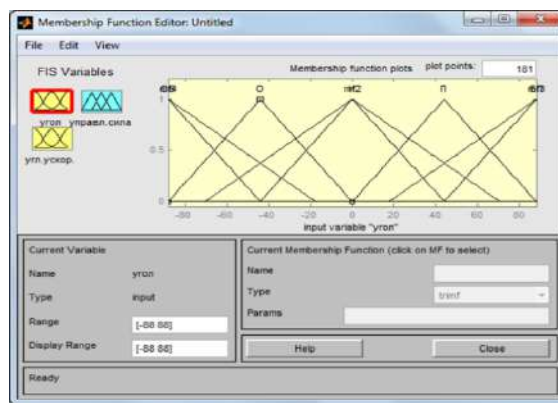 Membership Function Editor: Untitled
File Edit View
FIS Variables
Membership function plots plot points: 181
угол управл.сила
угл.ускор.
О mf2 П
1
0.5
0
-80 -60 -40 -20 0 20 40 60 80
input variable "угол"
Current Variable
Name угол
Type input
Range [-88 88]
Display Range [-88 88]
Current Membership Function (click on MF to select)
Name
Type trimf
Params
Help Close
Ready